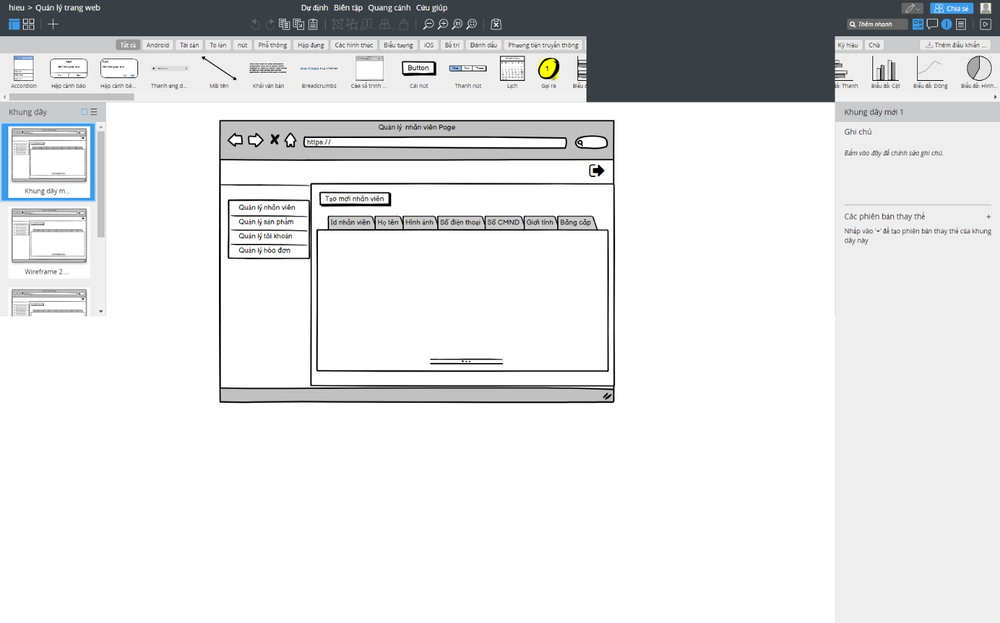 hieu > Quản lý trang web
Dự định Biên tập Quang cảnh Cứu giúp
Chia sẻ
Thêm nhanh
Tất cả Android Tài sản To lớn nút Phổ thông Hộp đựng Các hình thức Biểu tượng iOS Bố trí Đánh dấu Phương tiện truyền thông
Ký hiệu Chữ Thêm điều khiển ...
Button
One Two Three
1
Accordion Hộp cảnh báo Hộp cảnh bá... Thanh ứng d... Mũi tên Khối văn bản Breadcrumbs Cửa sổ trình ... Cái nút Thanh nút Lịch Gọi ra
Thanh Biểu đồ: Cột Biểu đồ: Dòng Biểu đồ: Hình...
Khung dây
Khung dây m...
Wireframe 2 ...
Quản lý nhân viên Page
https://
Tạo mới nhân viên
Quản lý nhân viên
Quản lý sản phẩm
Quản lý tài khoản
Quản lý hóa đơn
Id nhân viên Họ tên Hình ảnh Số điện thoại Số CMND Giới tính Bằng cấp
Khung dây mới 1
Ghi chú
Bấm vào đây để chỉnh sửa ghi chú.
Các phiên bản thay thế +
Nhấp vào '+' để tạo phiên bản thay thế của khung
dây này